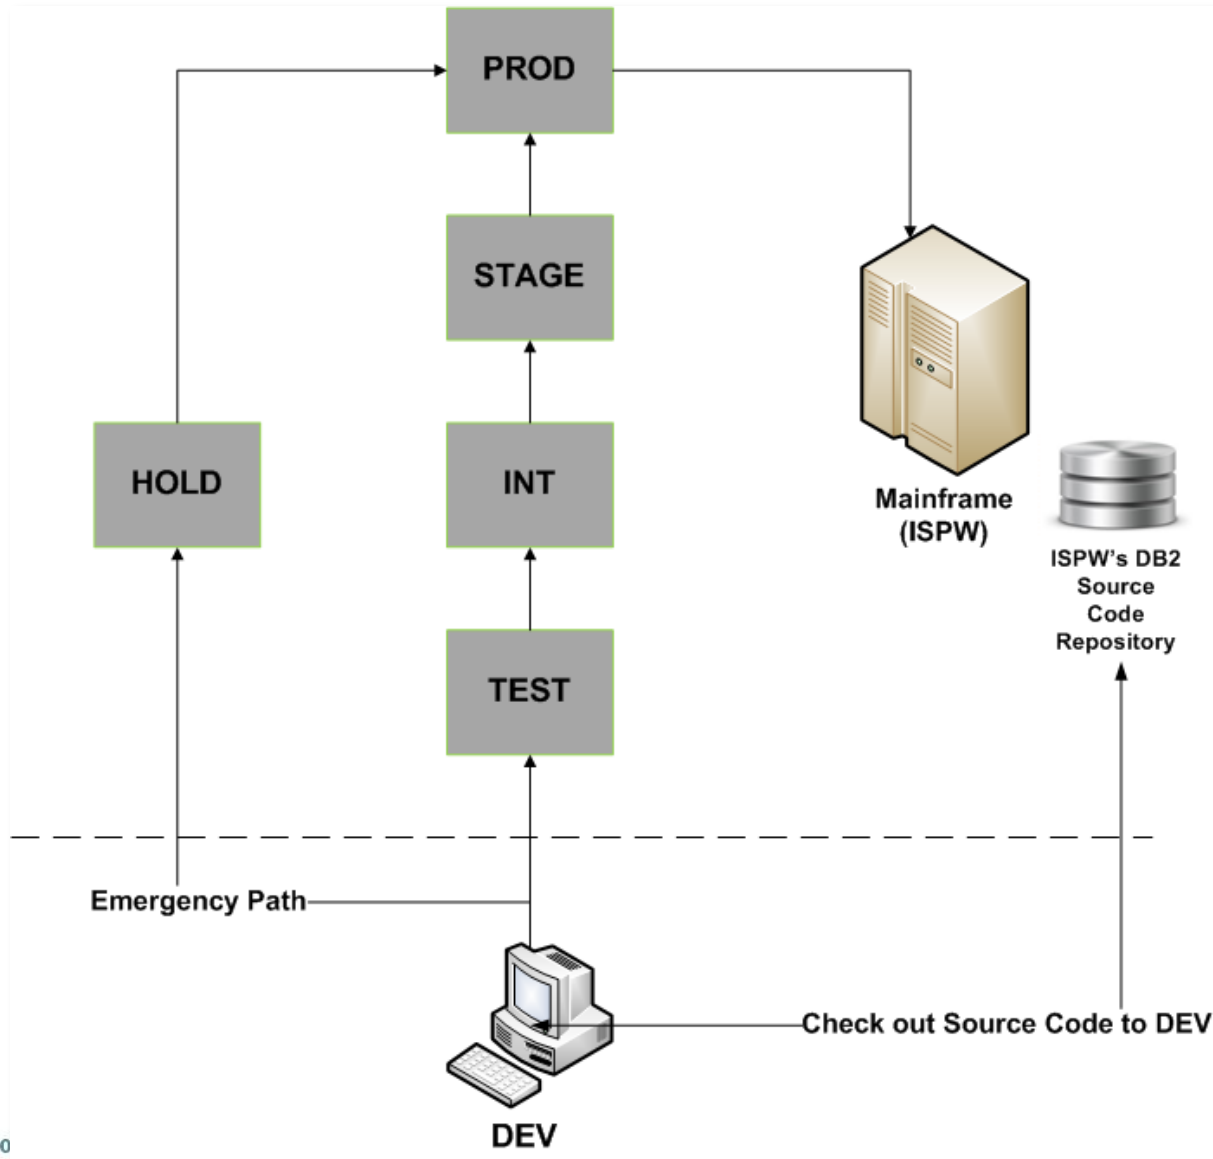 PROD
STAGE
HOLD
INT
Mainframe
(ISPW)
ISPW's DB2
Source
Code
Repository
TEST
Emergency Path
Check out Source Code to DEV
DEV
0